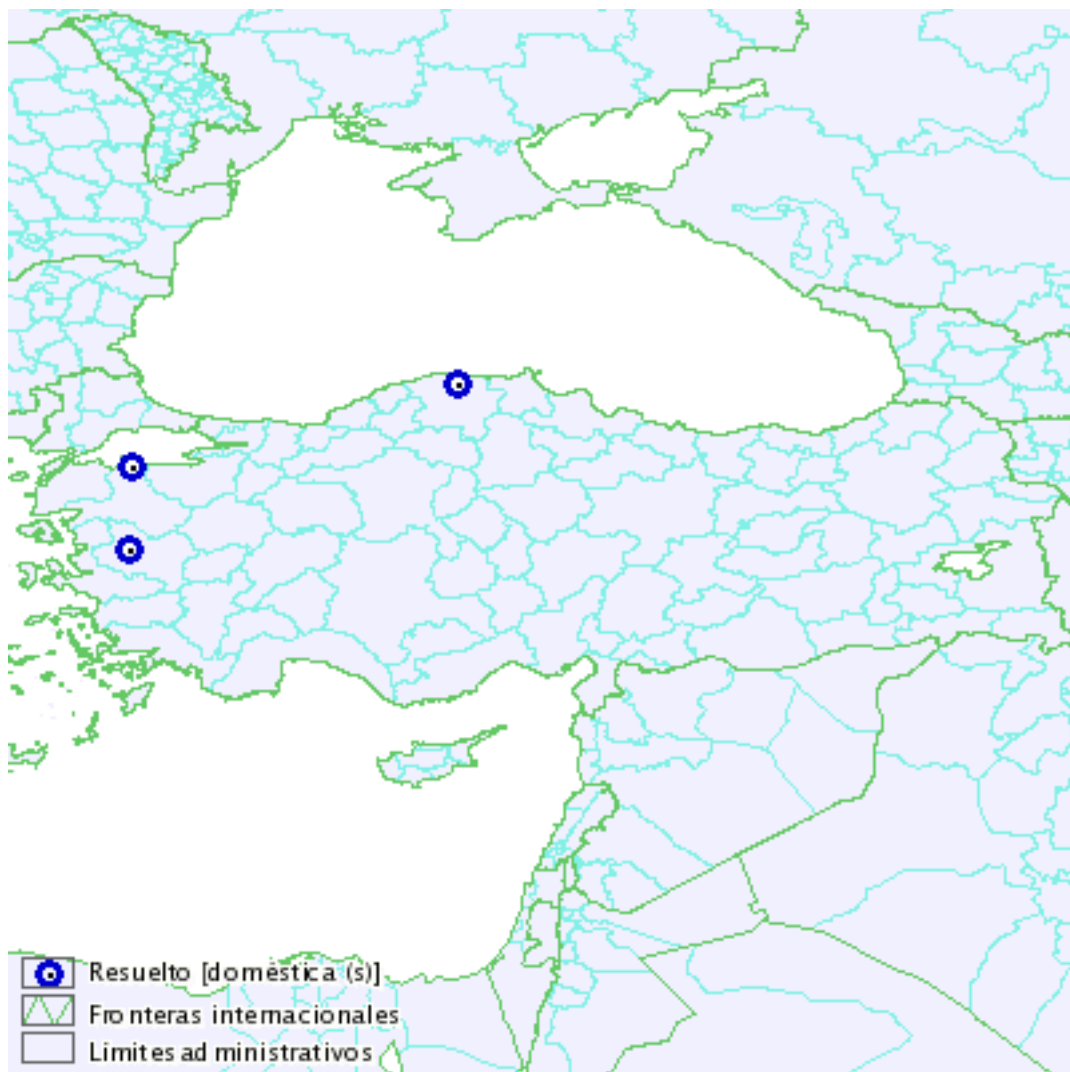 Resuelto [doméstica (s)]
Fronteras internacionales
Límites administrativos